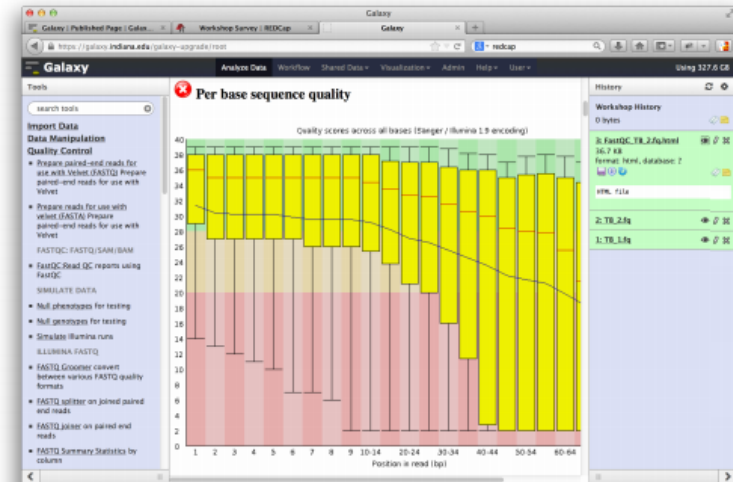 Galaxy
Galaxy | Published Page | Galax...
Workshop Survey | REDCap
Galaxy
https://galaxy.indiana.edu/galaxy-upgrade/root
redcap
Galaxy
Analyze Data Workflow Shared Data Visualization Admin Help User
Using 327.6 GB
Tools
search tools
Import Data
Data Manipulation
Quality Control
Prepare paired-end reads for
use with Velvet (FASTQ) Prepare
paired-end reads for use with
Velvet
Prepare reads for use with
velvet (FASTA) Prepare
paired-end reads for use with
Velvet
FASTQC: FASTQ/SAM/BAM
FastQC:Read QC reports using
FastQC
SIMULATE DATA
Null phenotypes for testing
Null genotypes for testing
Simulate Illumina runs
ILLUMINA FASTQ
FASTQ Groomer convert
between various FASTQ quality
formats
FASTQ splitter on joined paired
end reads
FASTQ joiner on paired end
reads
FASTQ Summary Statistics by
column
Per base sequence quality
Quality scores across all bases (Sanger / Illumina 1.9 encoding)
40
38
36
34
32
30
28
26
24
22
20
18
16
14
12
10
8
6
4
2
0
1 2 3 4 5 6 7 8 9 10-14 20-24 30-34 40-44 50-54 60-64
Position in read (bp)
History
Workshop History
0 bytes
3: FastQC_TB_2.fq.html
36.7 KB
format: html, database: ?
HTML file
2: TB_2.fq
1: TB_1.fq